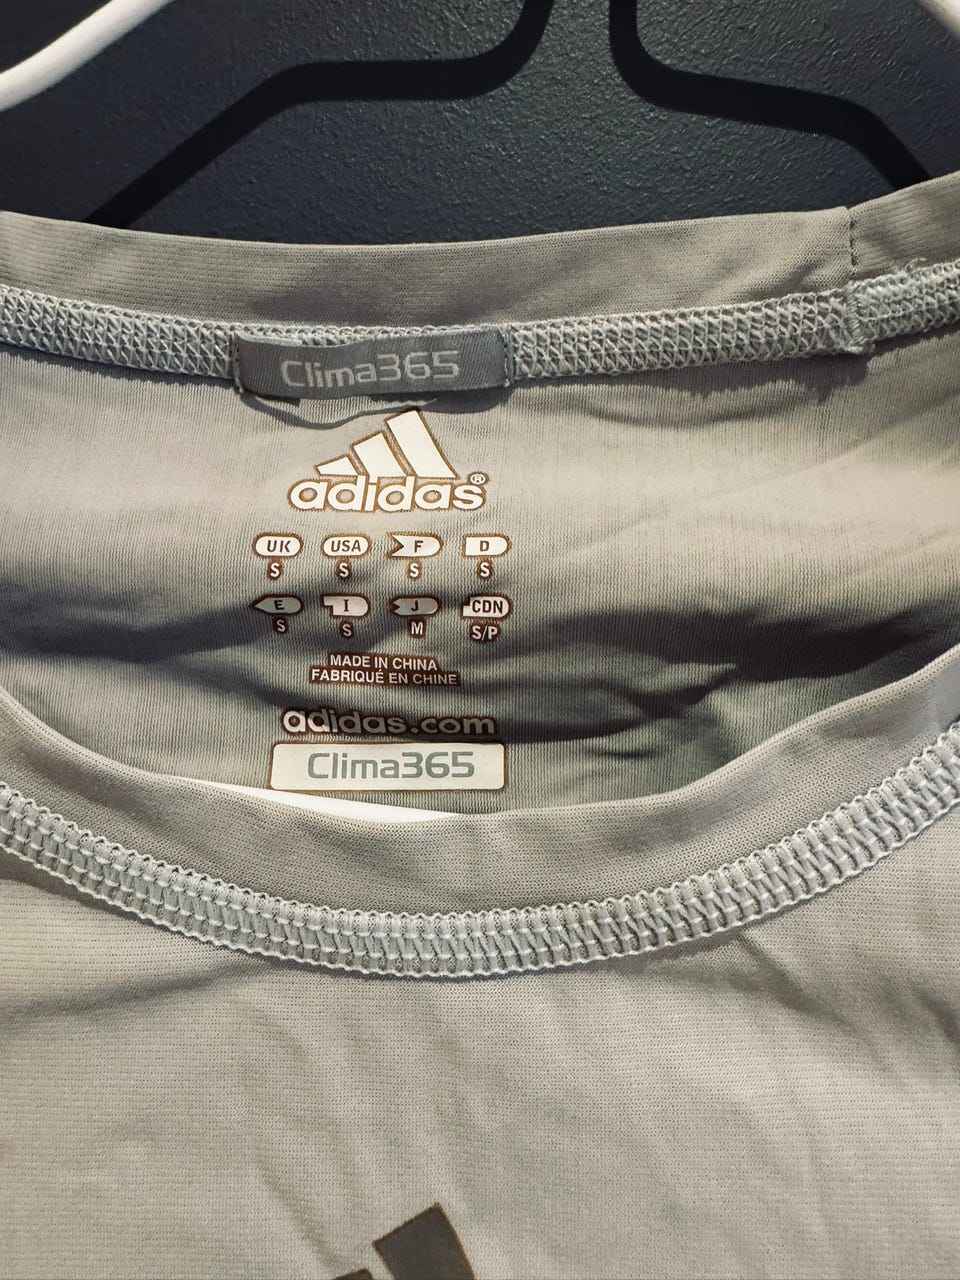 Clima365
adidas®
UK USA F D
S S S S
E I J CDN
S S M S/P
MADE IN CHINA
FABRIQUÉ EN CHINE
adidas.com
Clima365